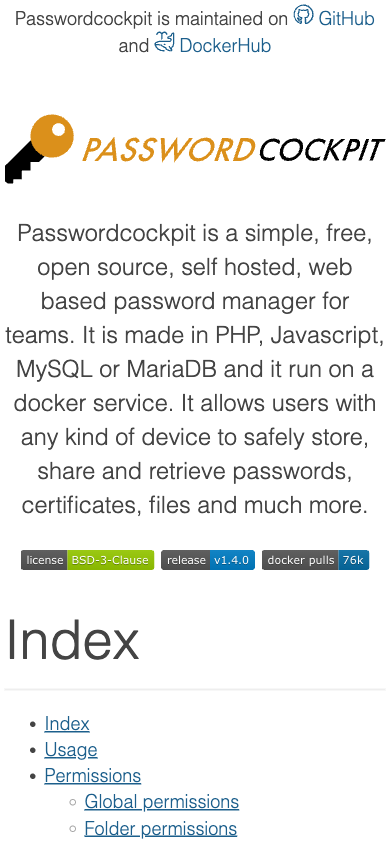 Passwordcockpit is maintained on GitHub
and DockerHub
PASSWORDCOCKPIT
Passwordcockpit is a simple, free,
open source, self hosted, web
based password manager for
teams. It is made in PHP, Javascript,
MySQL or MariaDB and it run on a
docker service. It allows users with
any kind of device to safely store,
share and retrieve passwords,
certificates, files and much more.
license BSD-3-Clause release v1.4.0 docker pulls 76k
Index
Index
Usage
Permissions
Global permissions
Folder permissions